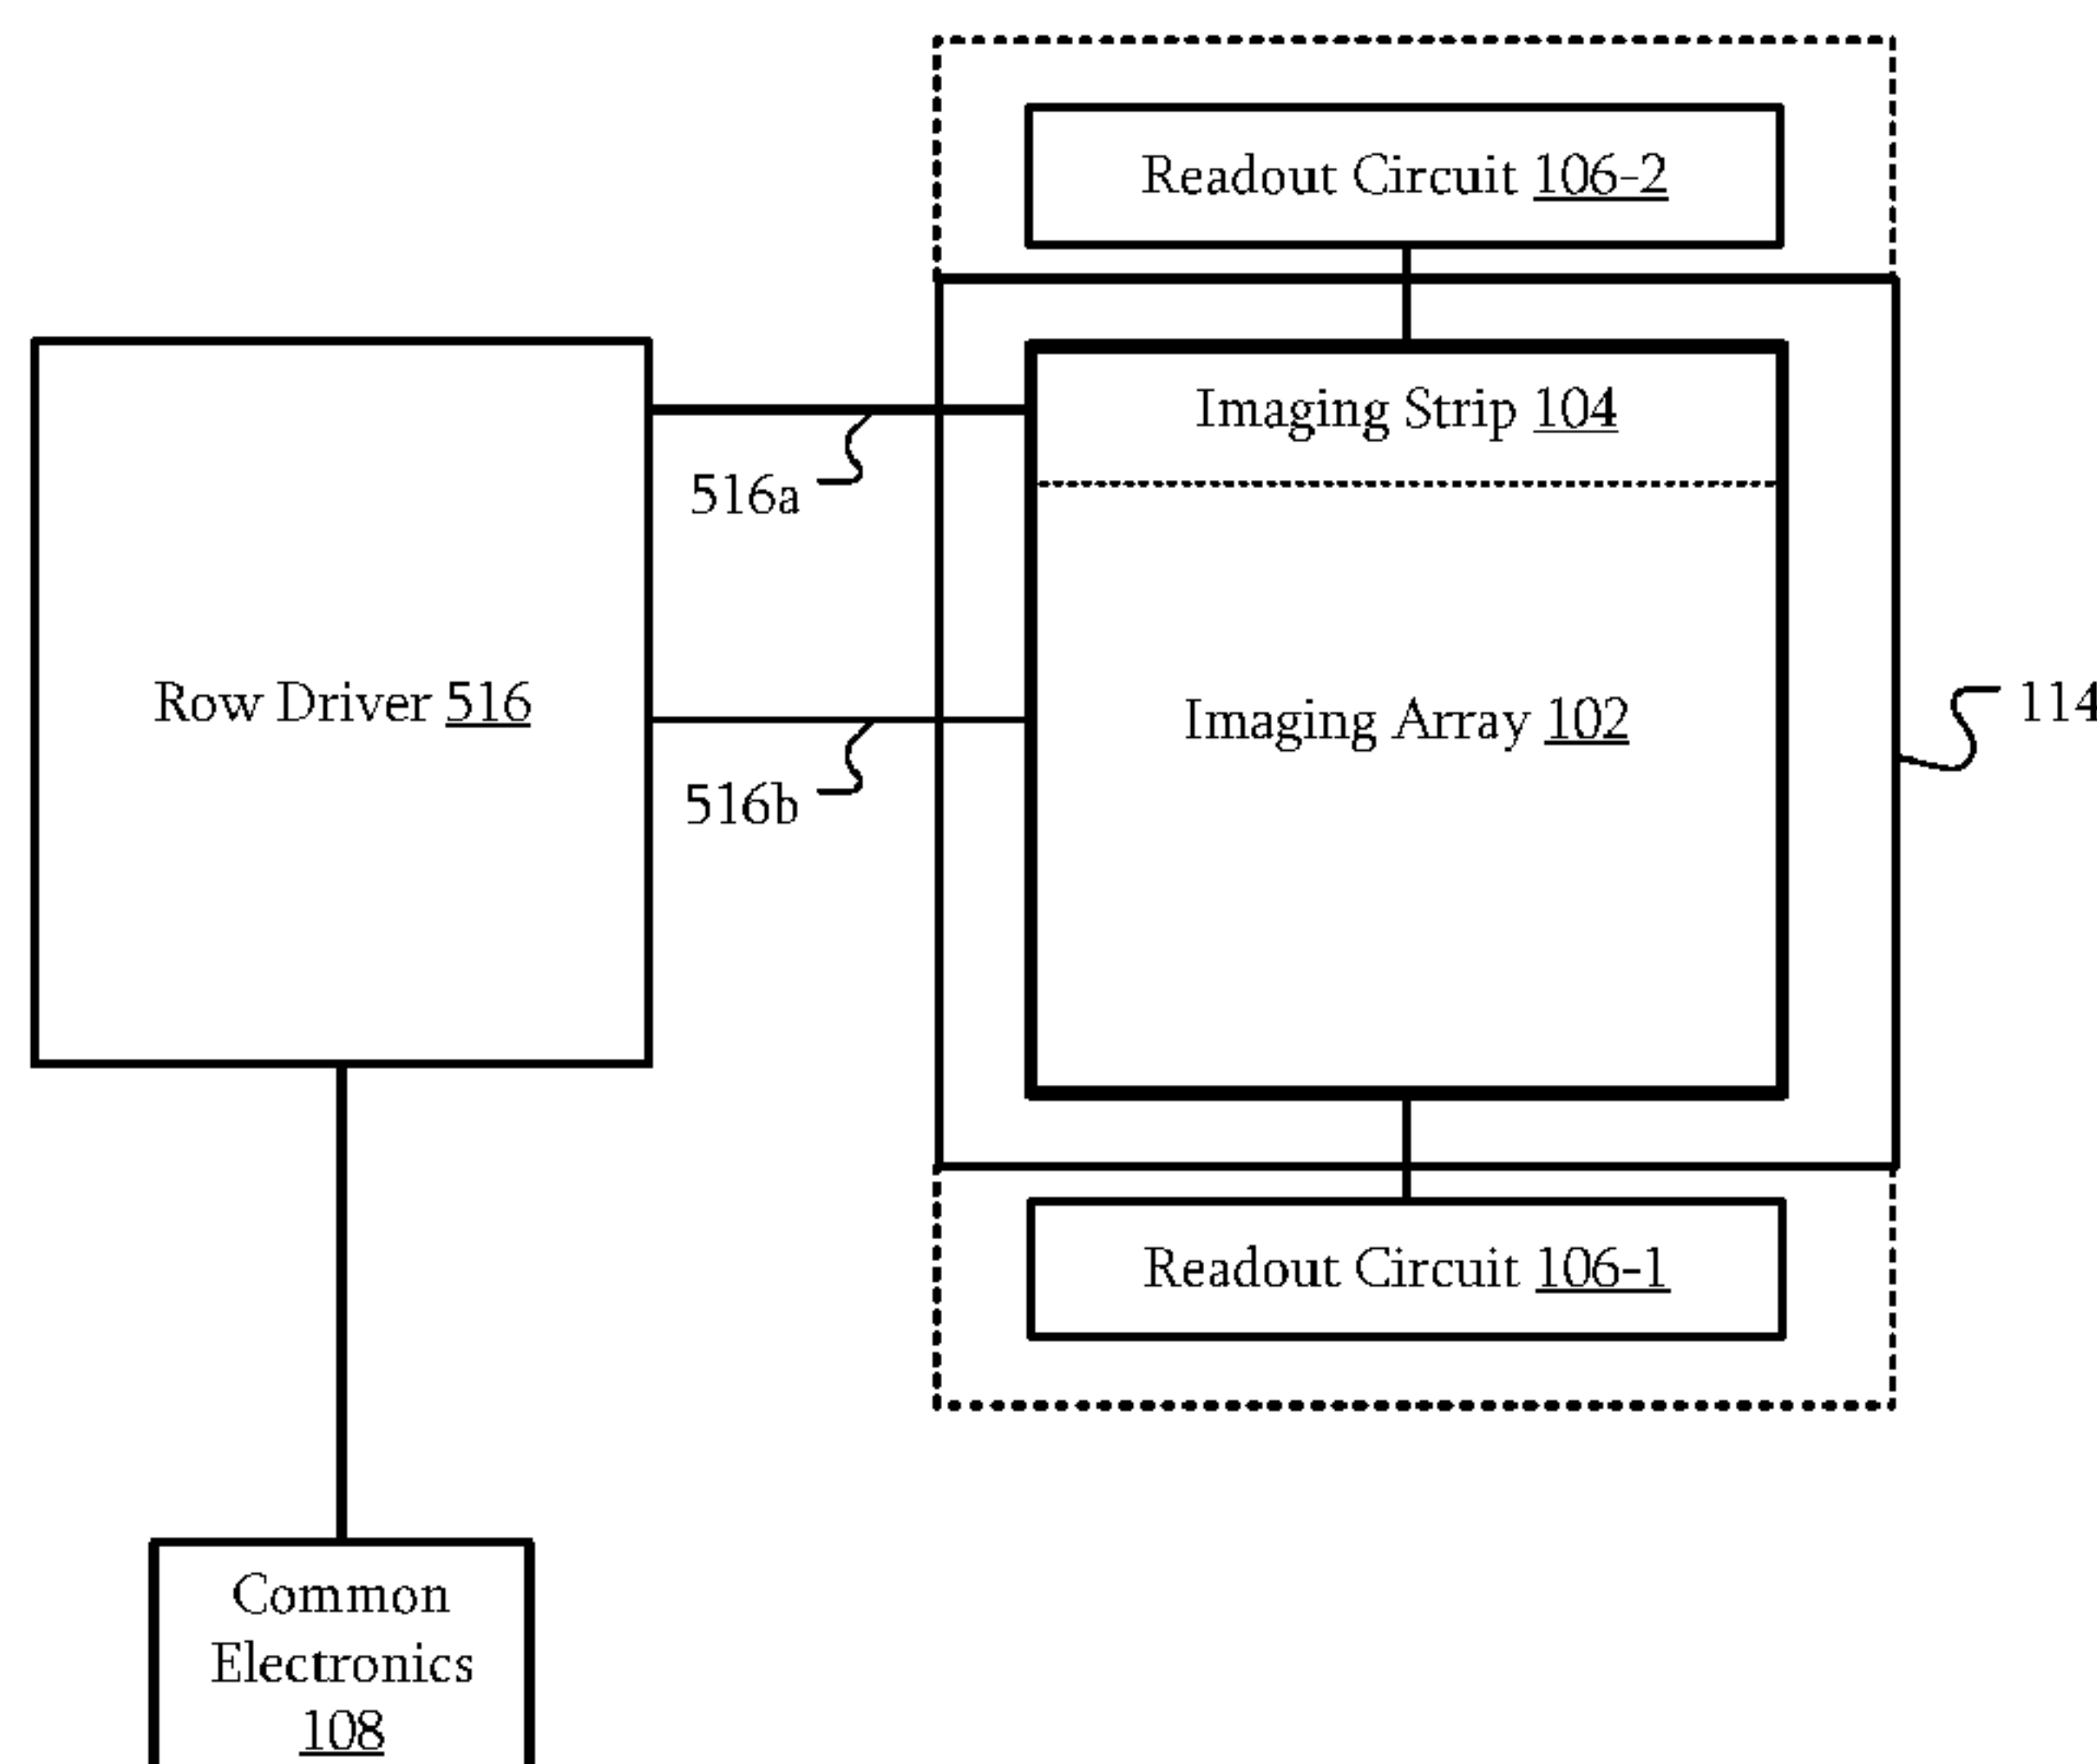 Readout Circuit 106-2
Imaging Strip 104
516a
Row Driver 516
Imaging Array 102
114
516b
Readout Circuit 106-1
Common
Electronics
108